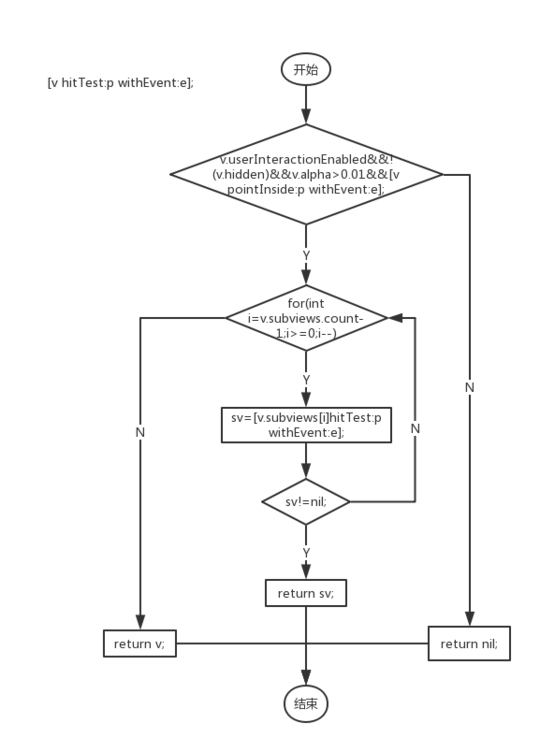 开始
[v hitTest:p withEvent:e];
v.userInteractionEnabled&&!
(v.hidden)&&v.alpha>0.01&&[v
pointInside:p withEvent:e];
Y
for(int
i=v.subviews.count-
1;i>=0;i--)
Y
N
sv=[v.subviews[i]hitTest:p
withEvent:e];
N
N
sv!=nil;
Y
return sv;
return v;
return nil;
结束